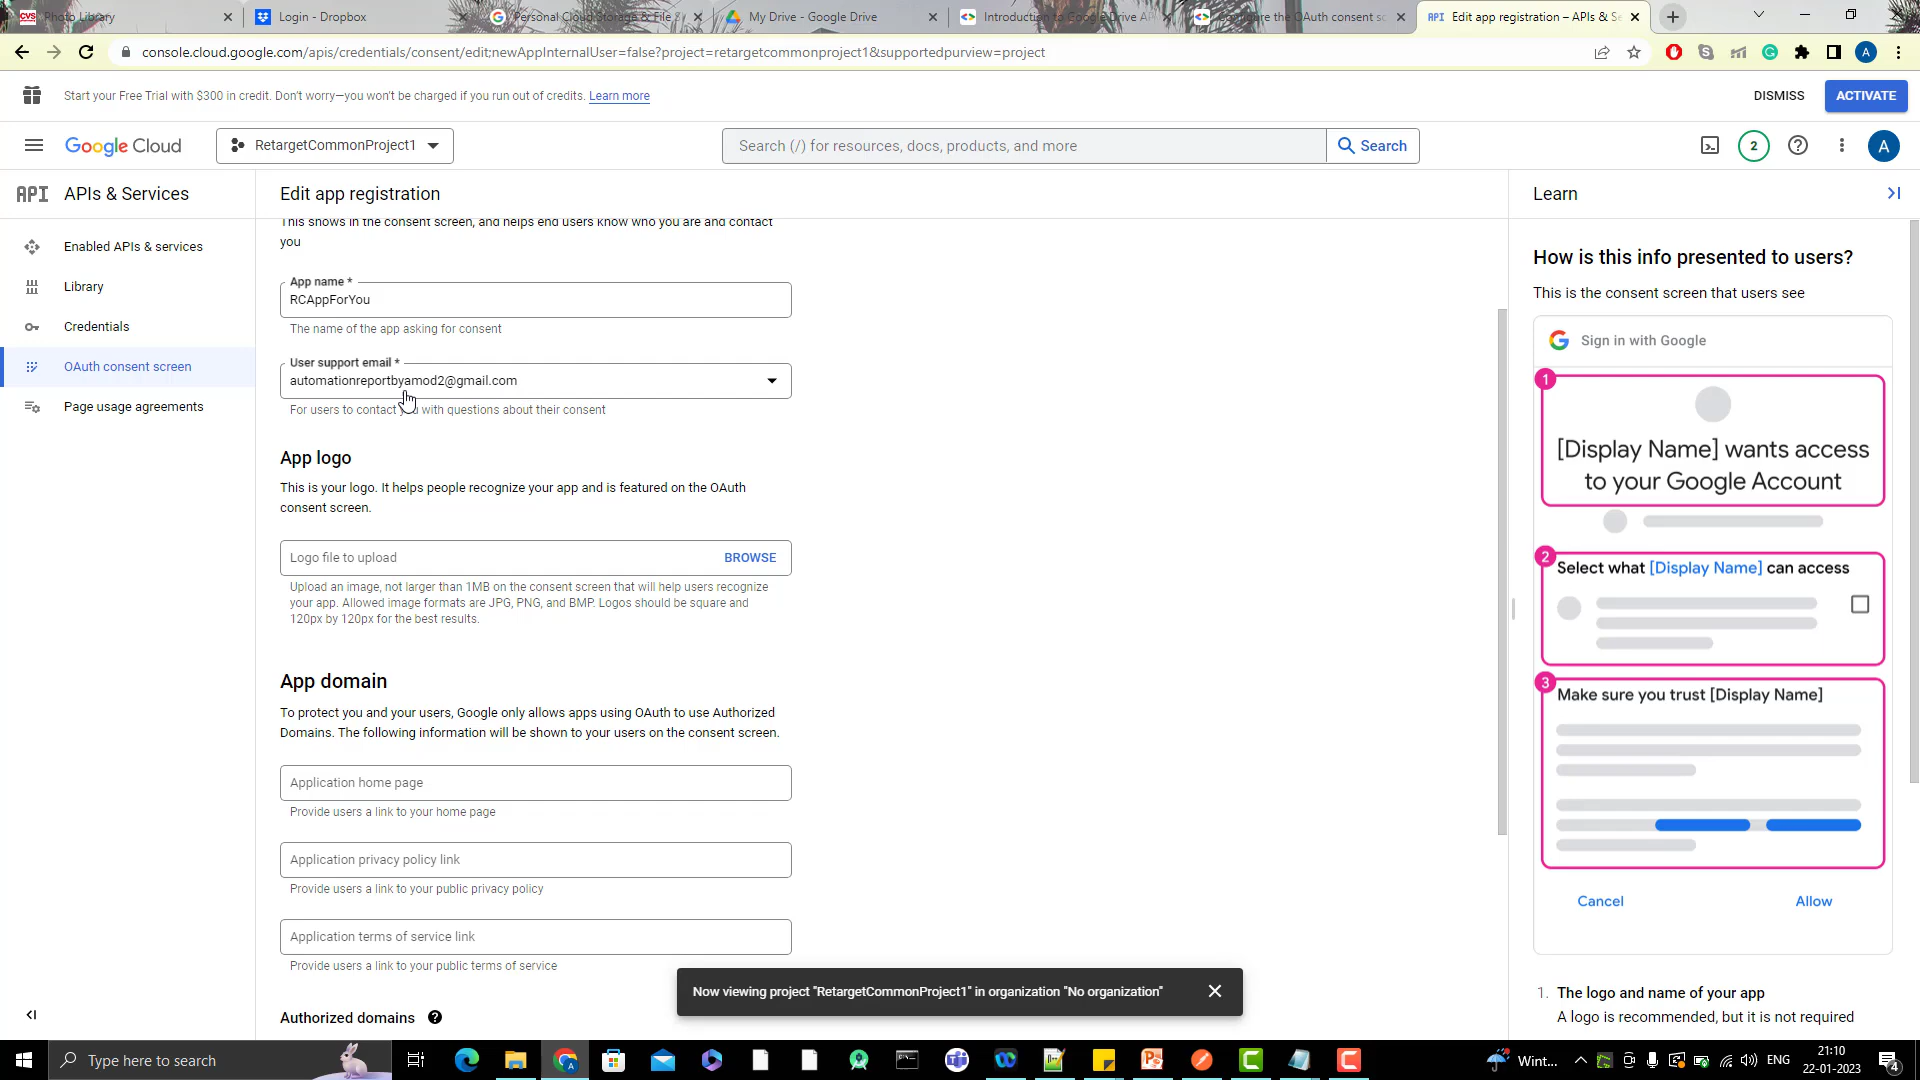 CVS Photo Library
Login - Dropbox
Personal Cloud Storage & File S
My Drive - Google Drive
Introduction to Google Drive AP
Configure the OAuth consent sc
API Edit app registration – APIs & Se
console.cloud.google.com/apis/credentials/consent/edit;newAppInternalUser=false?project=retargetcommonproject1&supportedpurview=project
A
Start your Free Trial with $300 in credit. Don't worry—you won't be charged if you run out of credits. Learn more
DISMISS
ACTIVATE
Google Cloud
RetargetCommonProject1
Search (/) for resources, docs, products, and more
Search
2
A
API APIs & Services
Enabled APIs & services
Library
Credentials
OAuth consent screen
Page usage agreements
Edit app registration
This shows in the consent screen, and helps end users know who you are and contact
you
App name *
RCAppForYou
The name of the app asking for consent
User support email *
automationreportbyamod2@gmail.com
For users to contact you with questions about their consent
App logo
This is your logo. It helps people recognize your app and is featured on the OAuth
consent screen.
Logo file to upload
BROWSE
Upload an image, not larger than 1MB on the consent screen that will help users recognize
your app. Allowed image formats are JPG, PNG, and BMP. Logos should be square and
120px by 120px for the best results.
App domain
To protect you and your users, Google only allows apps using OAuth to use Authorized
Domains. The following information will be shown to your users on the consent screen.
Application home page
Provide users a link to your home page
Application privacy policy link
Provide users a link to your public privacy policy
Application terms of service link
Provide users a link to your public terms of service
Authorized domains
Now viewing project "RetargetCommonProject1" in organization "No organization"
Learn
How is this info presented to users?
This is the consent screen that users see
G Sign in with Google
1
[Display Name] wants access
to your Google Account
2
Select what [Display Name] can access
3
Make sure you trust [Display Name]
Cancel
Allow
1. The logo and name of your app
A logo is recommended, but it is not required
Type here to search
Wint...
ENG
21:10
22-01-2023
4